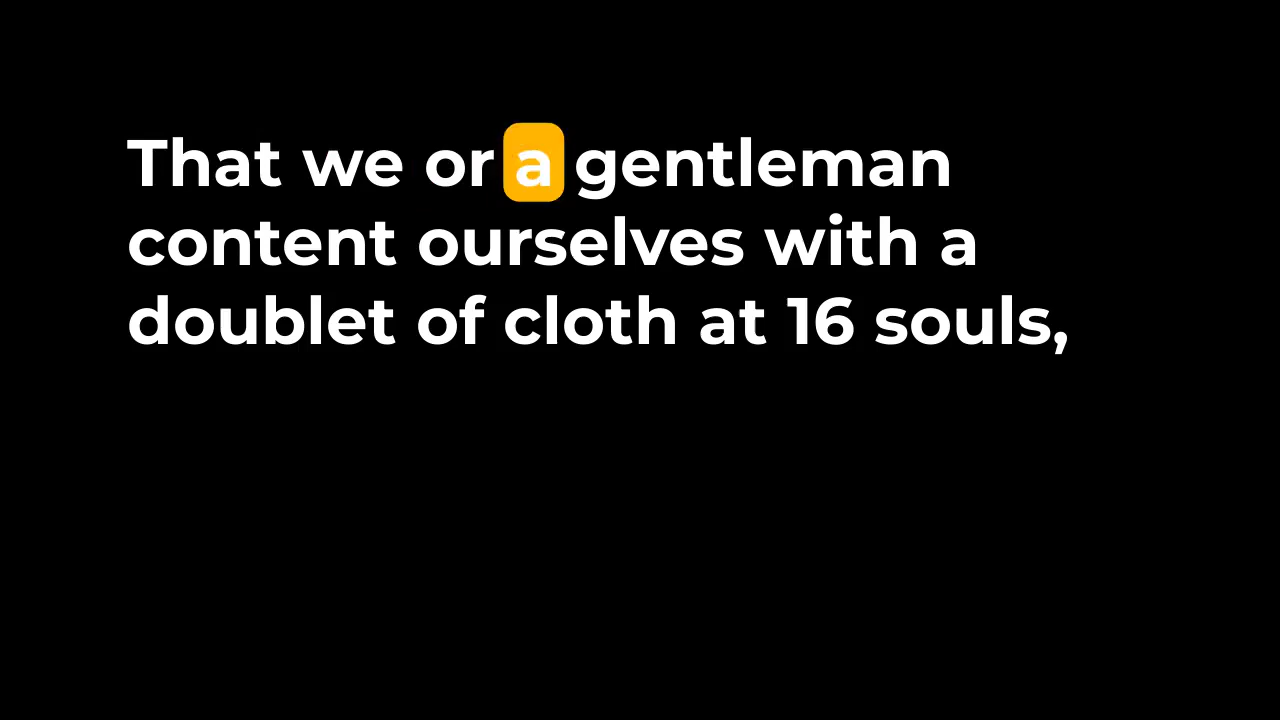 That we or a gentleman
content ourselves with a
doublet of cloth at 16 souls,